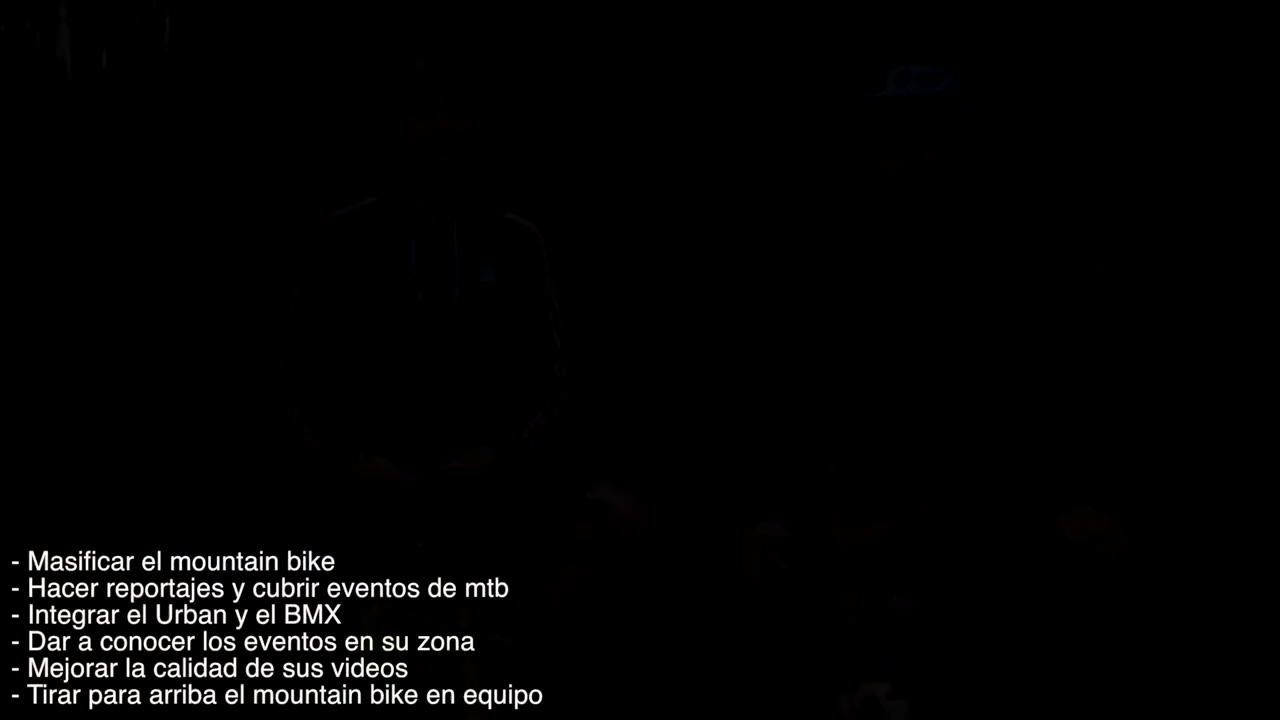 - Masificar el mountain bike
- Hacer reportajes y cubrir eventos de mtb
- Integrar el Urban y el BMX
- Dar a conocer los eventos en su zona
- Mejorar la calidad de sus videos
- Tirar para arriba el mountain bike en equipo